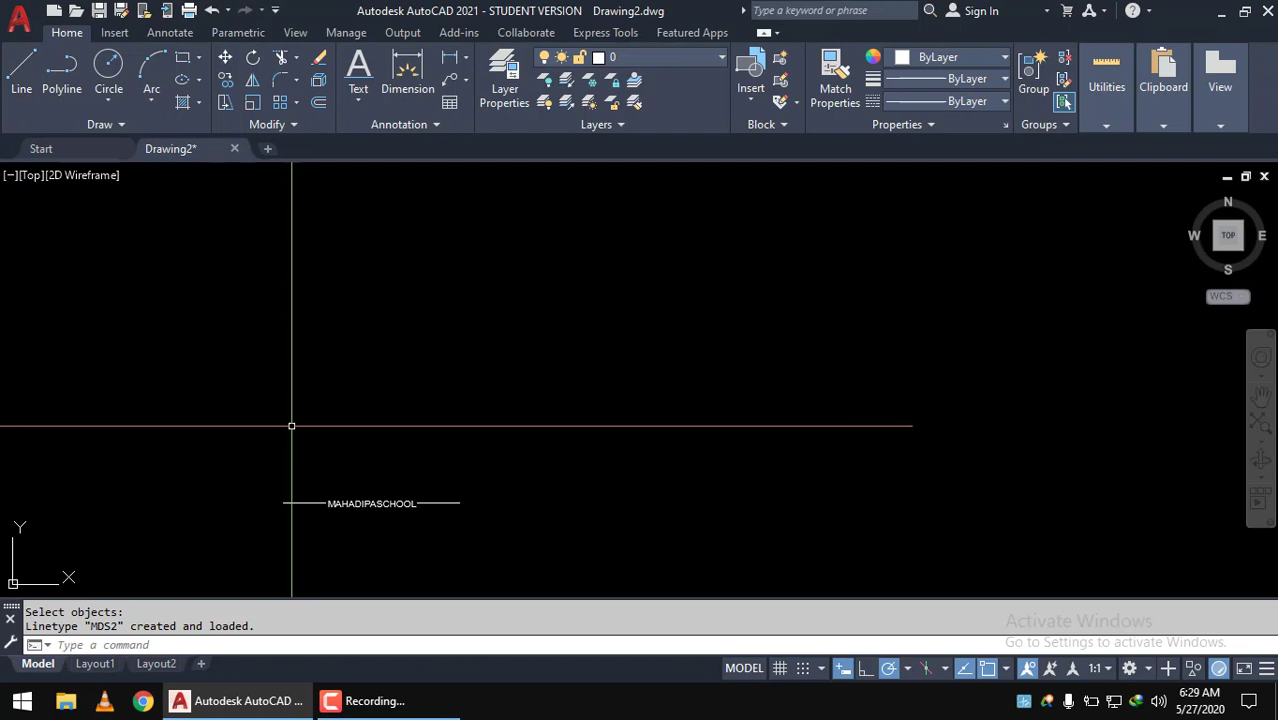 Autodesk AutoCAD 2021 - STUDENT VERSION Drawing2.dwg
Type a keyword or phrase
Sign In
Home Insert Annotate Parametric View Manage Output Add-ins Collaborate Express Tools Featured Apps
Line Polyline Circle Arc
Draw
Modify
Text Dimension
Annotation
Layer Properties
0
Layers
Insert
Block
Match Properties
ByLayer
ByLayer
ByLayer
Properties
Group
Groups
Utilities
Clipboard
View
Start Drawing2*
[−][Top][2D Wireframe]
N
W TOP E
S
WCS
MAHADIPASCHOOL
Y
X
Select objects:
Linetype "MDS2" created and loaded.
Type a command
Activate Windows
Go to Settings to activate Windows.
Model Layout1 Layout2
MODEL 1:1
Autodesk AutoCAD ...
Recording...
6:29 AM
5/27/2020